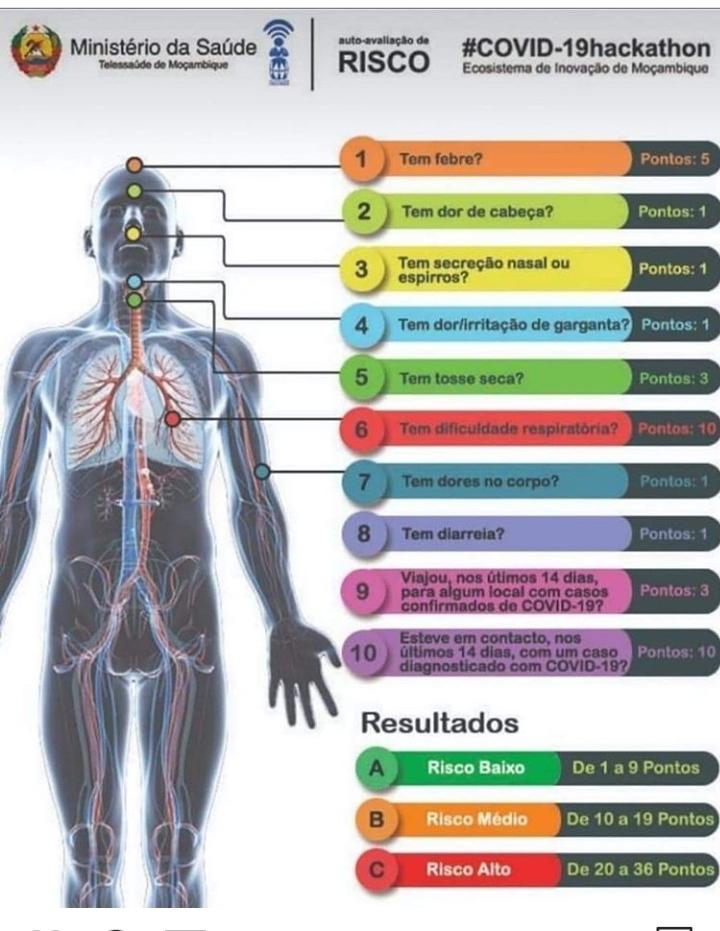 Ministério da Saúde
Telessaúde de Moçambique
auto-avaliação de
RISCO
#COVID-19hackathon
Ecosistema de Inovação de Moçambique
1 Tem febre? Pontos: 5
2 Tem dor de cabeça? Pontos: 1
3 Tem secreção nasal ou
espirros? Pontos: 1
4 Tem dor/irritação de garganta? Pontos: 1
5 Tem tosse seca? Pontos: 3
6 Tem dificuldade respiratòria? Pontos: 10
7 Tem dores no corpo? Pontos: 1
8 Tem diarreia? Pontos: 1
9 Viajou, nos útimos 14 dias,
para algum local com casos
confirmados de COVID-19? Pontos: 3
10 Esteve em contacto, nos
últimos 14 dias, com um caso
diagnosticado com COVID-19? Pontos: 10
Resultados
A Risco Baixo De 1 a 9 Pontos
B Risco Médio De 10 a 19 Pontos
C Risco Alto De 20 a 36 Pontos